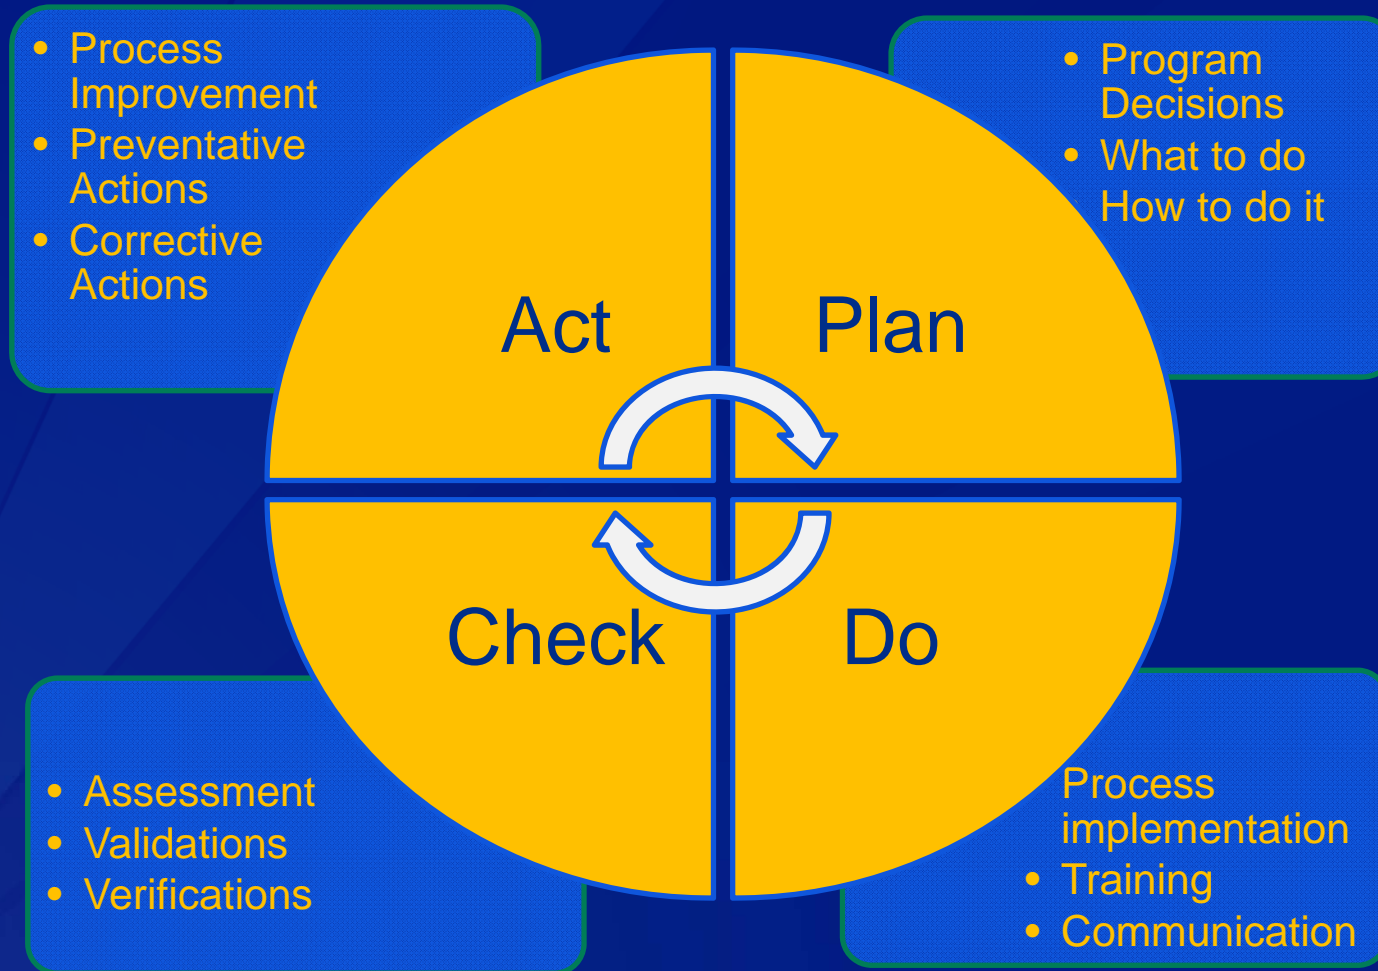 • Process
Improvement
• Preventative
Actions
• Corrective
Actions
• Program
Decisions
• What to do
How to do it
Act
Plan
Check
Do
• Assessment
• Validations
• Verifications
Process
implementation
• Training
• Communication